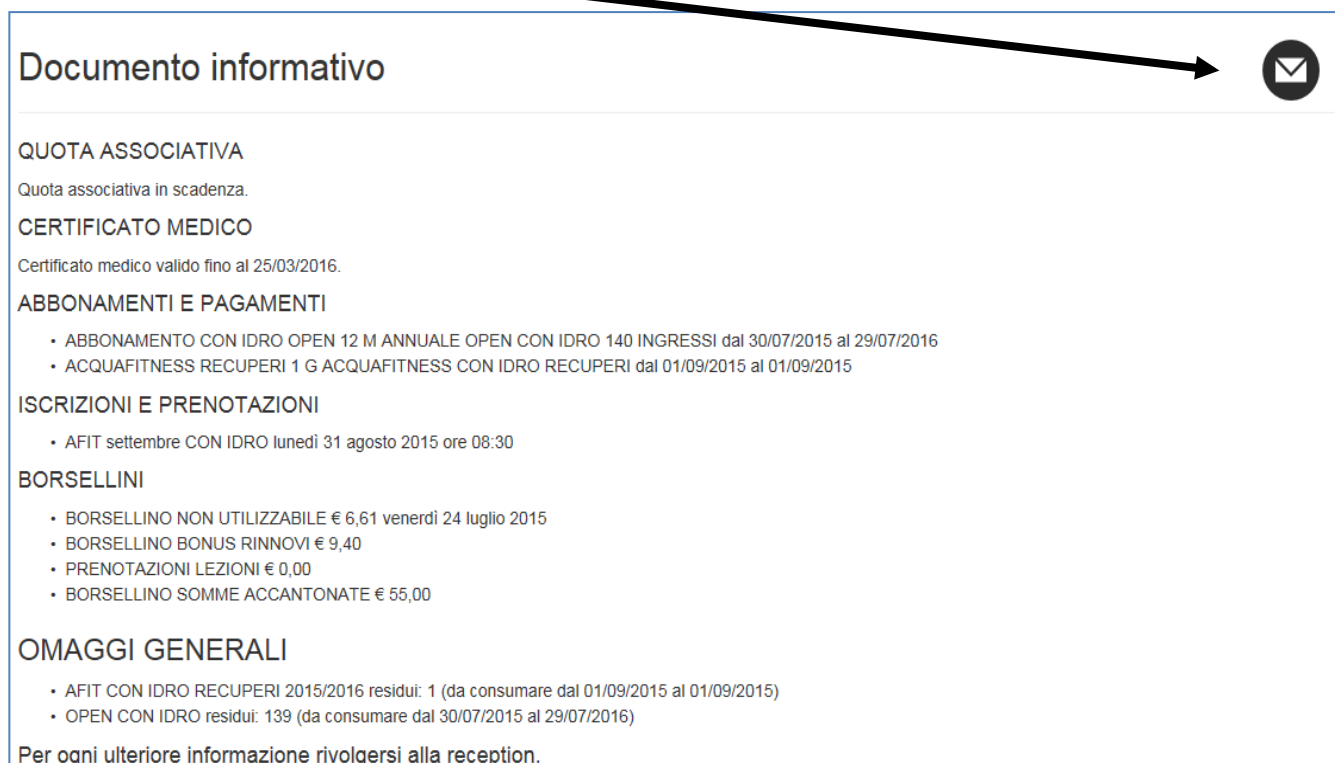 Documento informativo
QUOTA ASSOCIATIVA
Quota associativa in scadenza.
CERTIFICATO MEDICO
Certificato medico valido fino al 25/03/2016.
ABBONAMENTI E PAGAMENTI
• ABBONAMENTO CON IDRO OPEN 12 M ANNUALE OPEN CON IDRO 140 INGRESSI dal 30/07/2015 al 29/07/2016
• ACQUAFITNESS RECUPERI 1 G ACQUAFITNESS CON IDRO RECUPERI dal 01/09/2015 al 01/09/2015
ISCRIZIONI E PRENOTAZIONI
• AFIT settembre CON IDRO lunedì 31 agosto 2015 ore 08:30
BORSELLINI
• BORSELLINO NON UTILIZZABILE € 6,61 venerdì 24 luglio 2015
• BORSELLINO BONUS RINNOVI € 9,40
• PRENOTAZIONI LEZIONI € 0,00
• BORSELLINO SOMME ACCANTONATE € 55,00
OMAGGI GENERALI
• AFIT CON IDRO RECUPERI 2015/2016 residui: 1 (da consumare dal 01/09/2015 al 01/09/2015)
• OPEN CON IDRO residui: 139 (da consumare dal 30/07/2015 al 29/07/2016)
Per ogni ulteriore informazione rivolgersi alla reception.